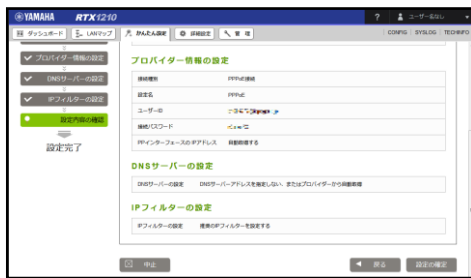 YAMAHA RTX1210 ? ユーザー名なし
ダッシュボード LANマップ かんたん設定 詳細設定 管理 CONFIG SYSLOG TECHINFO
プロバイダー情報の設定
DNSサーバーの設定
IPフィルターの設定
設定内容の確認
設定完了
プロバイダー情報の設定
接続種別 PPPoE接続
設定名 PPPoE
ユーザーID
接続パスワード
PPインターフェースのIPアドレス 自動取得する
DNSサーバーの設定
DNSサーバーの設定 DNSサーバーアドレスを指定しない、またはプロバイダーから自動取得
IPフィルターの設定
IPフィルターの設定 推奨のIPフィルターを設定する
中止 戻る 設定の確定